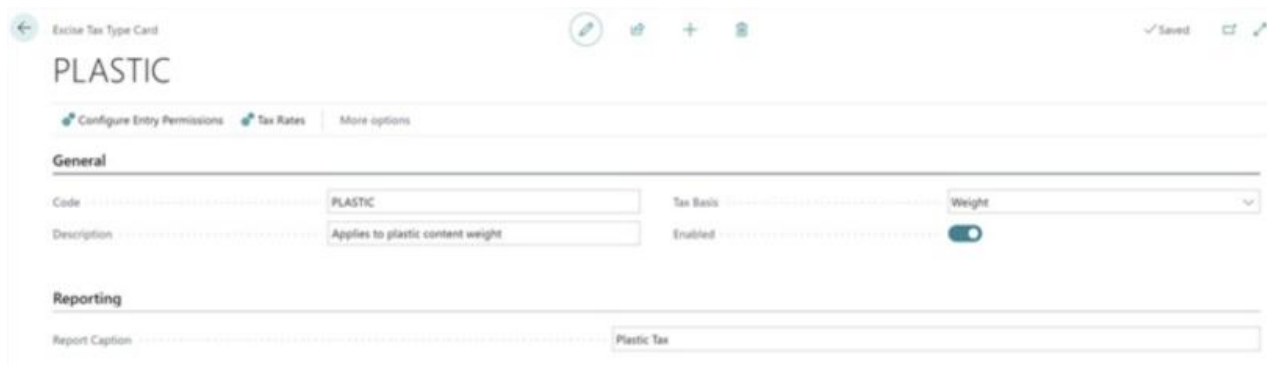 Excise Tax Type Card
Saved
PLASTIC
Configure Entry Permissions Tax Rates More options
General
Code PLASTIC Tax Basis Weight
Description Applies to plastic content weight Enabled
Reporting
Report Caption Plastic Tax